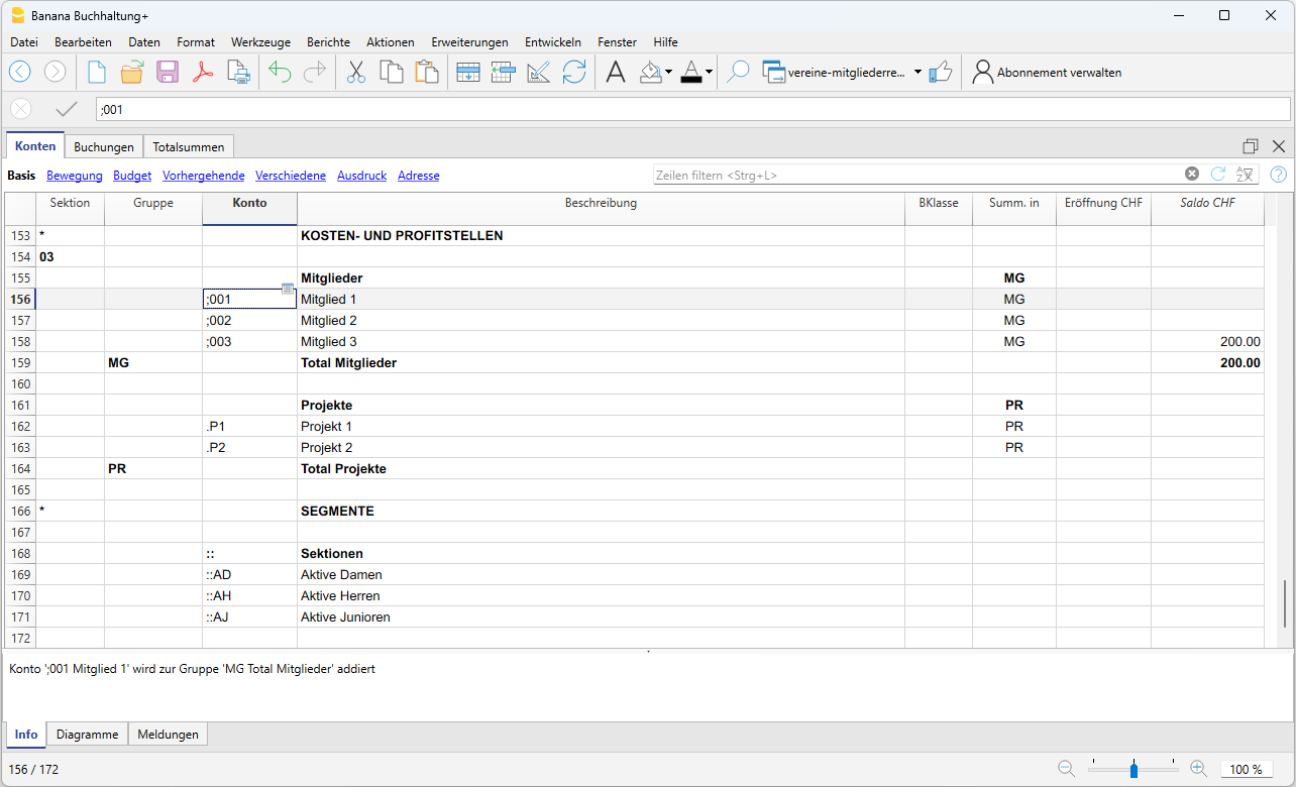 Banana Buchhaltung+
Datei Bearbeiten Daten Format Werkzeuge Berichte Aktionen Erweiterungen Entwickeln Fenster Hilfe
vereine-mitgliederre... Abonnement verwalten
;001
Konten Buchungen Totalsummen
Basis Bewegung Budget Vorhergehende Verschiedene Ausdruck Adresse Zeilen filtern <Strg+L>
Sektion Gruppe Konto Beschreibung BKlasse Summ. in Eröffnung CHF Saldo CHF
153 * KOSTEN- UND PROFITSTELLEN
154 03
155 Mitglieder MG
156 ;001 Mitglied 1 MG
157 ;002 Mitglied 2 MG
158 ;003 Mitglied 3 MG 200.00
159 MG Total Mitglieder 200.00
160
161 Projekte PR
162 .P1 Projekt 1 PR
163 .P2 Projekt 2 PR
164 PR Total Projekte
165
166 * SEGMENTE
167
168 :: Sektionen
169 ::AD Aktive Damen
170 ::AH Aktive Herren
171 ::AJ Aktive Junioren
172
Konto ';001 Mitglied 1' wird zur Gruppe 'MG Total Mitglieder' addiert
Info Diagramme Meldungen
156 / 172 100 %